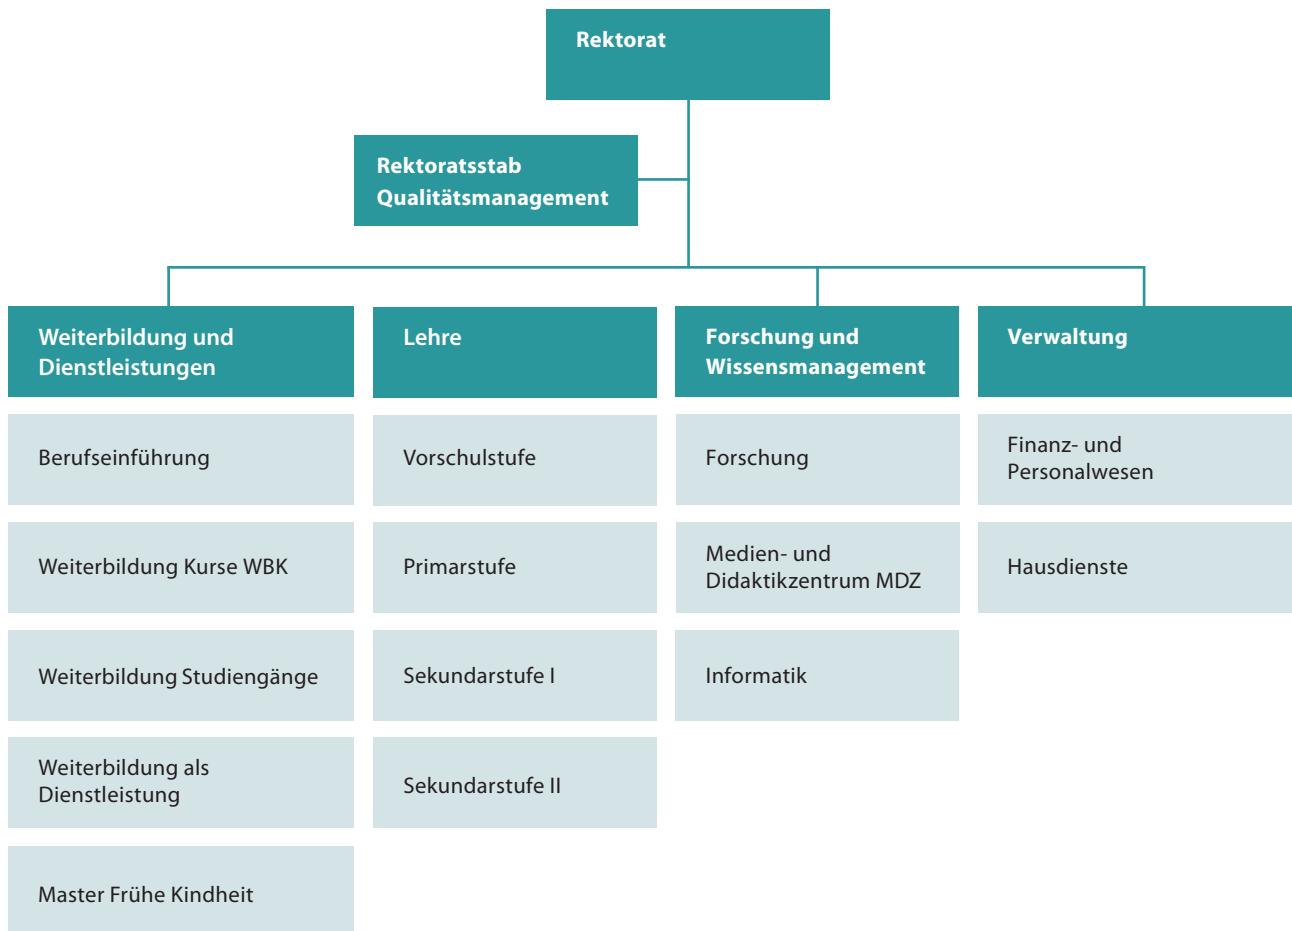 Rektorat
Rektoratsstab
Qualitätsmanagement
Weiterbildung und
Dienstleistungen
Lehre
Forschung und
Wissensmanagement
Verwaltung
Berufseinführung
Vorschulstufe
Forschung
Finanz- und
Personalwesen
Weiterbildung Kurse WBK
Primarstufe
Medien- und
Didaktikzentrum MDZ
Hausdienste
Weiterbildung Studiengänge
Sekundarstufe I
Informatik
Weiterbildung als
Dienstleistung
Sekundarstufe II
Master Frühe Kindheit